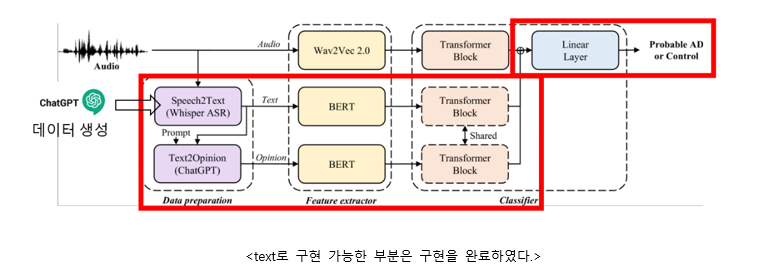 Audio
Wav2Vec 2.0
Transformer
Block
Linear
Layer
Probable AD
or Control
Audio
ChatGPT
데이터 생성
Speech2Text
(Whisper ASR)
Text
BERT
Transformer
Block
Prompt
Shared
Text2Opinion
(ChatGPT)
Opinion
BERT
Transformer
Block
Data preparation
Feature extractor
Classifier
<text로 구현 가능한 부분은 구현을 완료하였다.>